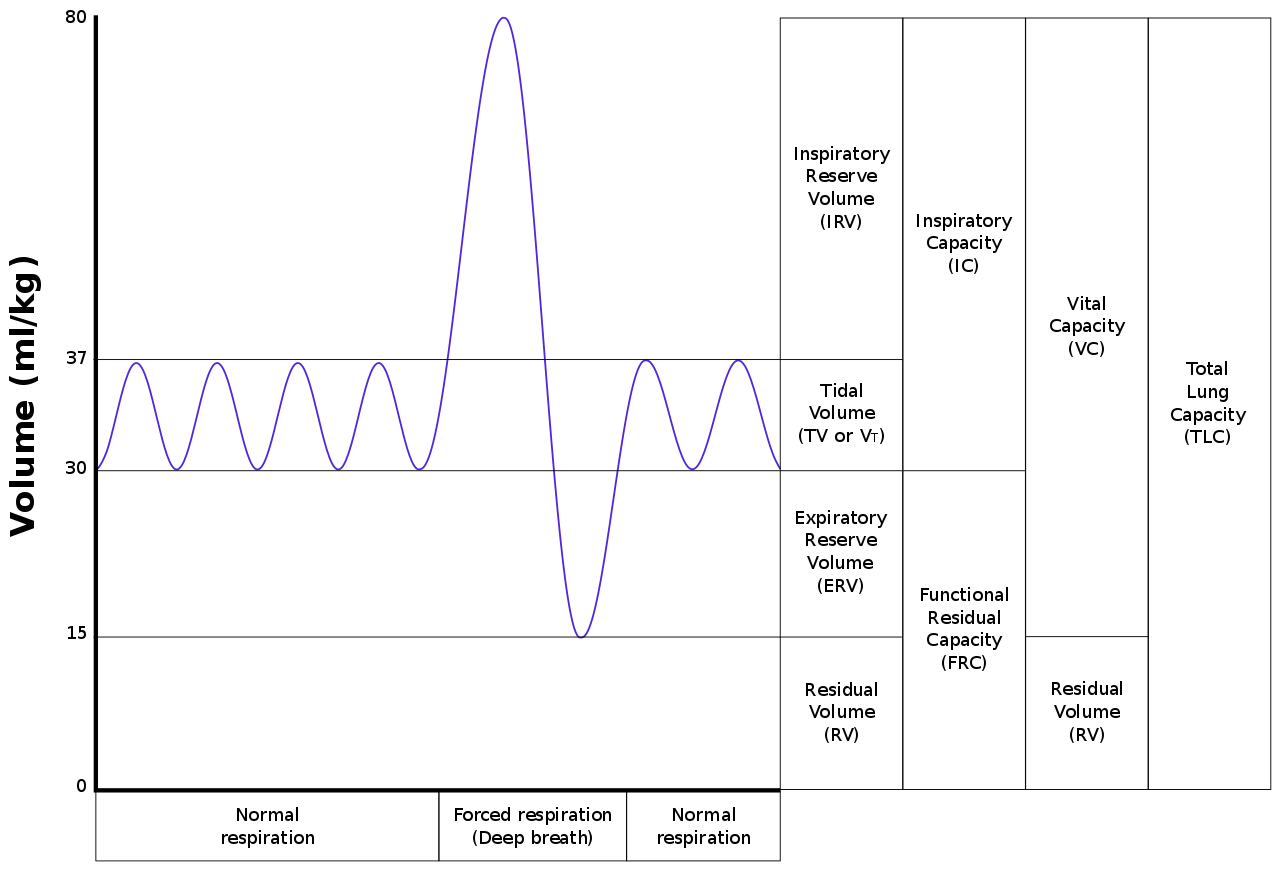 Volume (ml/kg)
80
37
30
15
0
Inspiratory
Reserve
Volume
(IRV)
Tidal
Volume
(TV or VT)
Expiratory
Reserve
Volume
(ERV)
Residual
Volume
(RV)
Inspiratory
Capacity
(IC)
Functional
Residual
Capacity
(FRC)
Vital
Capacity
(VC)
Residual
Volume
(RV)
Total
Lung
Capacity
(TLC)
Normal
respiration
Forced respiration
(Deep breath)
Normal
respiration